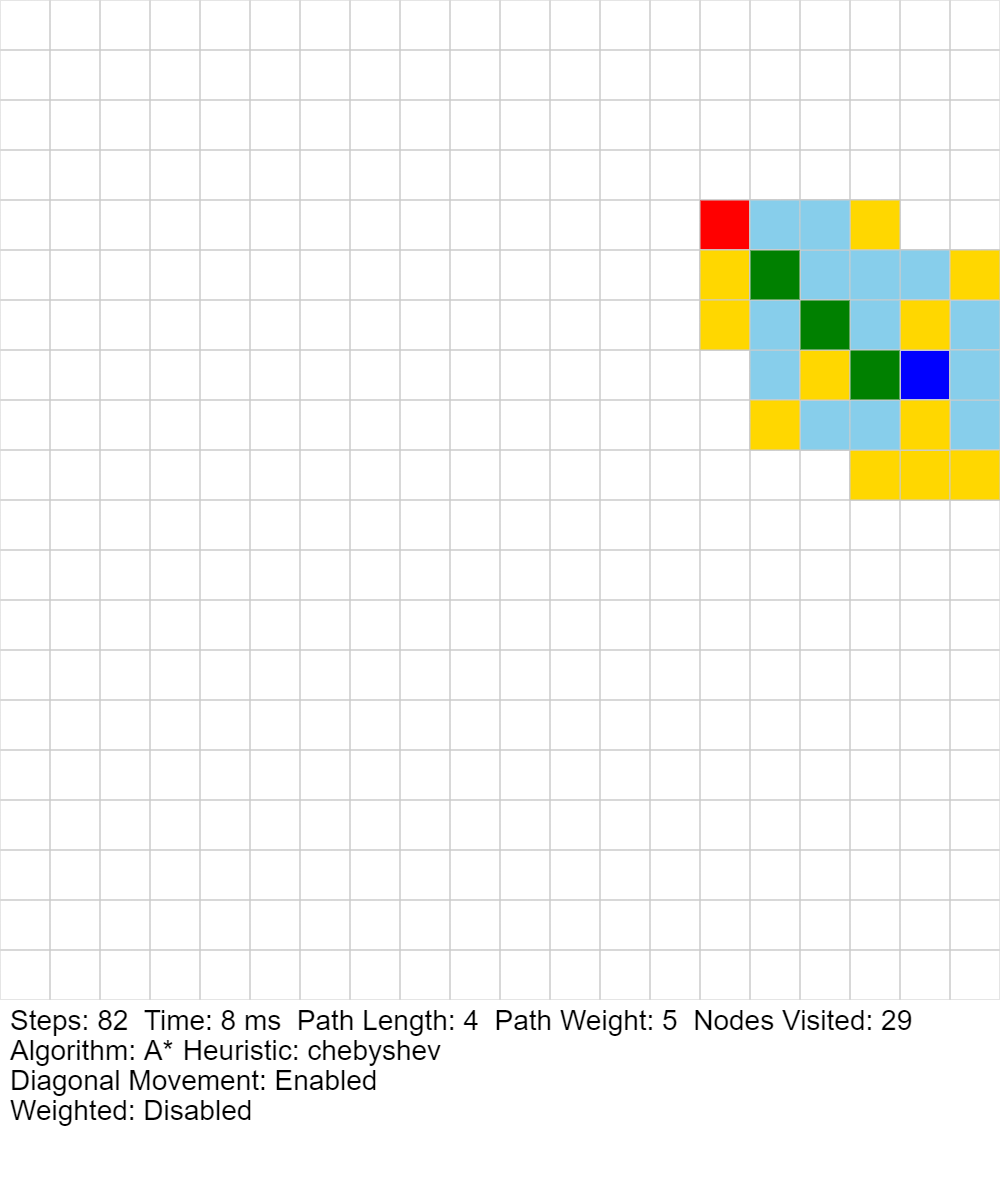 Steps: 82  Time: 8 ms  Path Length: 4  Path Weight: 5  Nodes Visited: 29
Algorithm: A* Heuristic: chebyshev
Diagonal Movement: Enabled
Weighted: Disabled